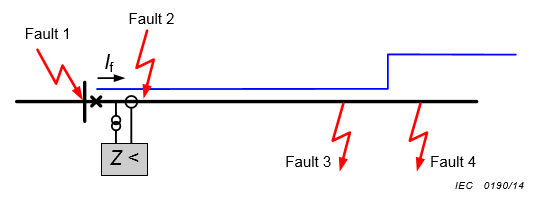 Fault 1
Fault 2
If
Z <
Fault 3
Fault 4
IEC 0190/14